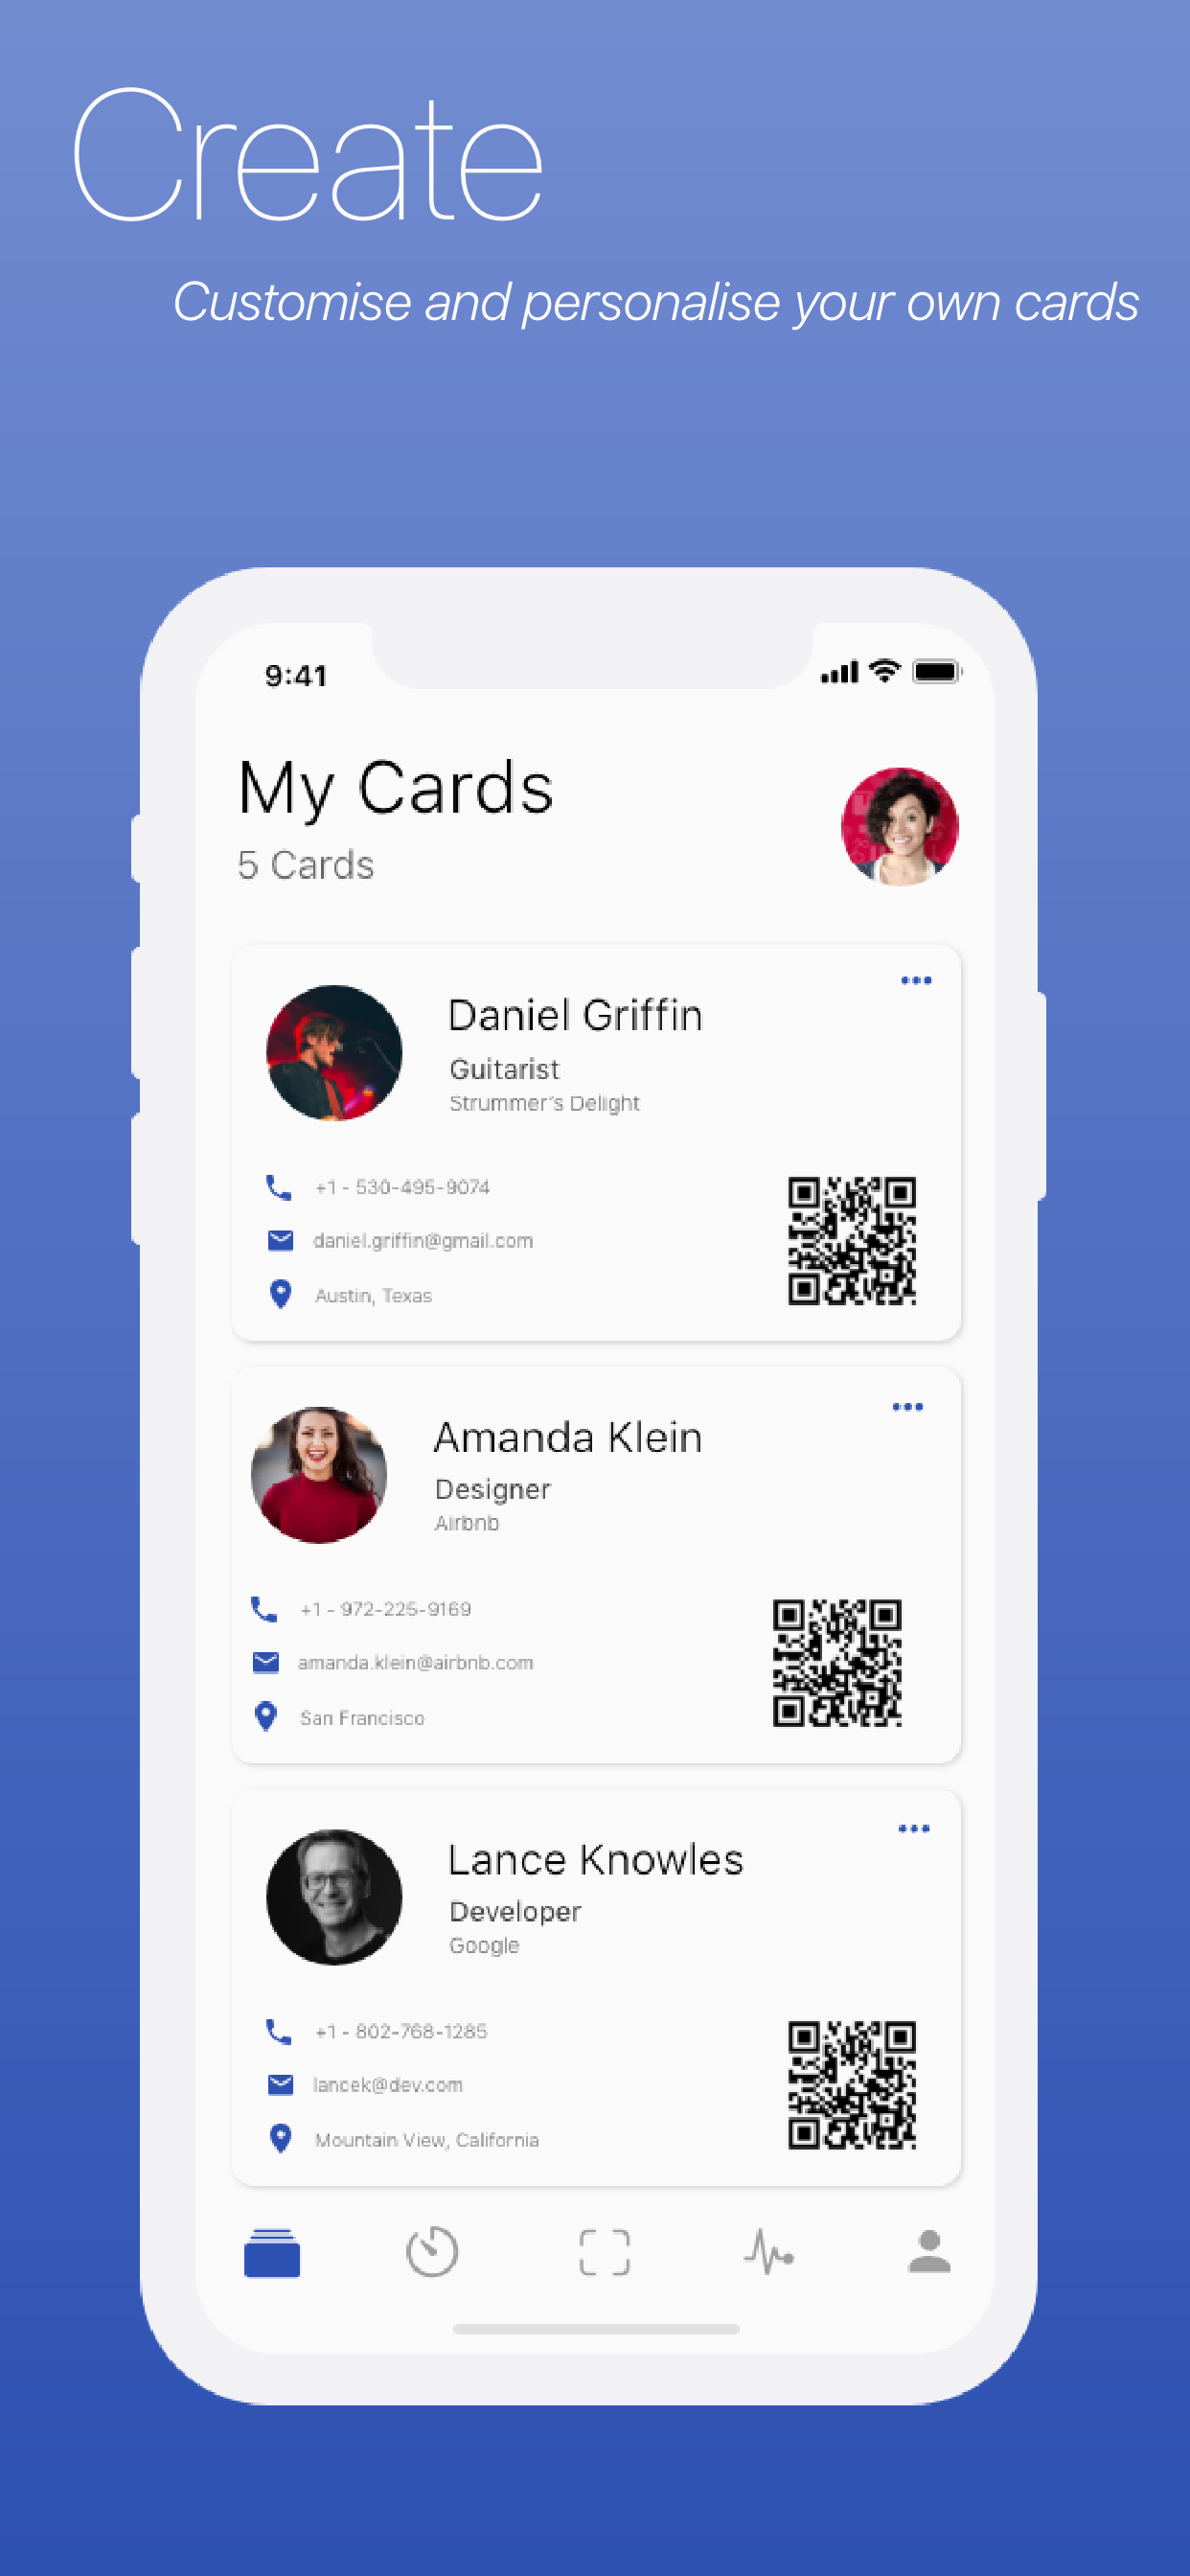 Create
Customise and personalise your own cards
9:41
My Cards
5 Cards
Daniel Griffin
Guitarist
Strummer's Delight
+1 - 530-495-9074
daniel.griffin@gmail.com
Austin, Texas
Amanda Klein
Designer
Airbnb
+1 - 972-225-9169
amanda.klein@airbnb.com
San Francisco
Lance Knowles
Developer
Google
+1 - 802-768-1285
lancek@dev.com
Mountain View, California